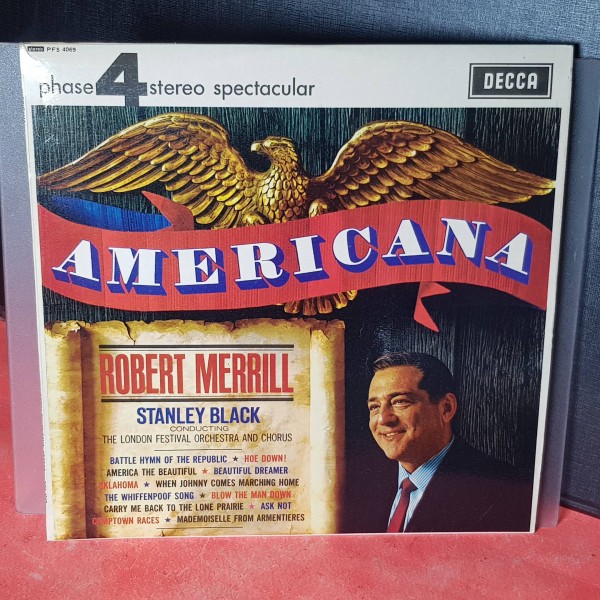 stereo PFS 4069
phase 4 stereo spectacular
DECCA
AMERICANA
ROBERT MERRILL
STANLEY BLACK
CONDUCTING
THE LONDON FESTIVAL ORCHESTRA AND CHORUS
BATTLE HYMN OF THE REPUBLIC ★ HOE DOWN!
AMERICA THE BEAUTIFUL ★ BEAUTIFUL DREAMER
OKLAHOMA ★ WHEN JOHNNY COMES MARCHING HOME
THE WHIFFENPOOF SONG ★ BLOW THE MAN DOWN
CARRY ME BACK TO THE LONE PRAIRIE ★ ASK NOT
CAMPTOWN RACES ★ MADEMOISELLE FROM ARMENTIERES